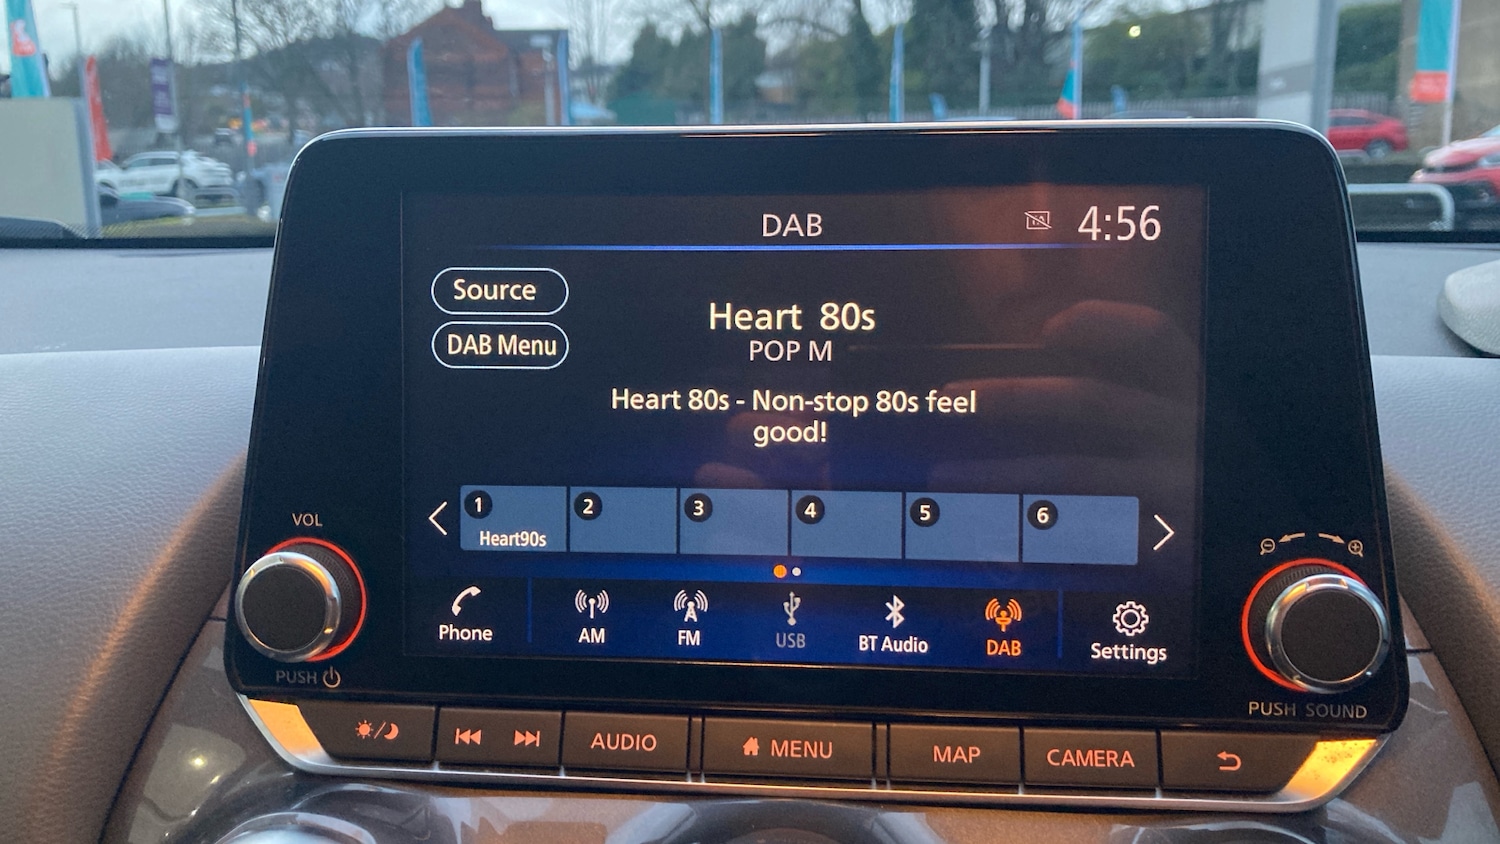 DAB
4:56
Source
DAB Menu
Heart 80s
POP M
Heart 80s - Non-stop 80s feel
good!
1 2 3 4 5 6
Heart90s
Phone AM FM USB BT Audio DAB Settings
VOL
PUSH
PUSH SOUND
AUDIO MENU MAP CAMERA